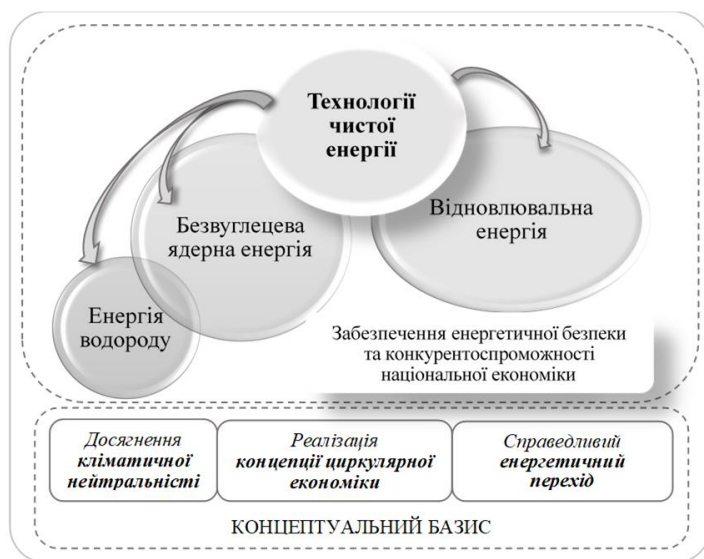 Технології
чистої
енергії
Безвуглецева
ядерна енергія
Відновлювальна
енергія
Енергія
водороду
Забезпечення енергетичної безпеки
та конкурентоспроможності
національної економіки
Досягнення
кліматичної
нейтральністі
Реалізація
концепції циркулярної
економіки
Справедливий
енергетичний
перехід
КОНЦЕПТУАЛЬНИЙ БАЗИС